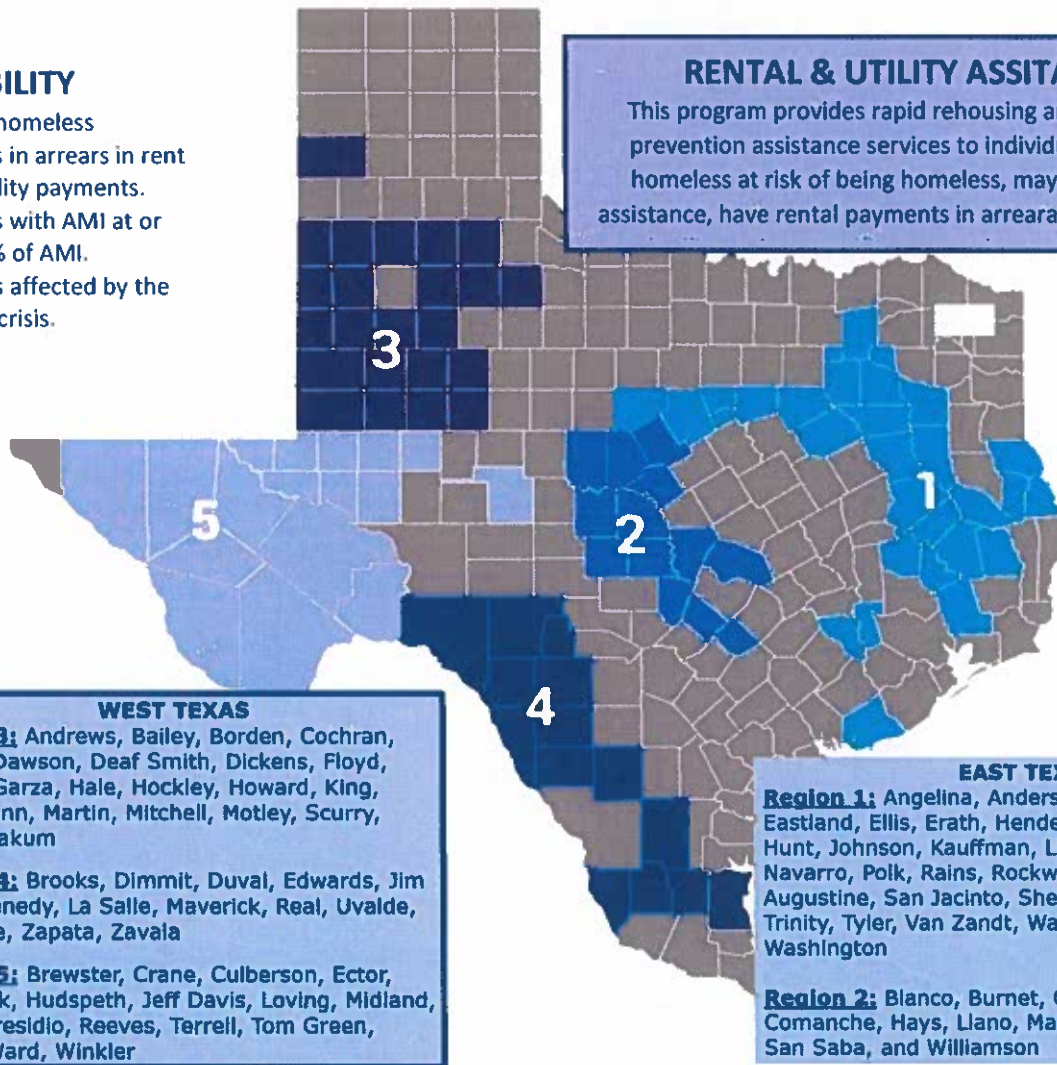 BILITY
homeless
s in arrears in rent
lity payments.
s with AMI at or
% of AMI.
s affected by the
crisis.
RENTAL & UTILITY ASSITA
This program provides rapid rehousing a
prevention assistance services to individ
homeless at risk of being homeless, may
assistance, have rental payments in arreara
3
1
2
5
4
WEST TEXAS
3: Andrews, Bailey, Borden, Cochran,
Dawson, Deaf Smith, Dickens, Floyd,
Garza, Hale, Hockley, Howard, King,
nn, Martin, Mitchell, Motley, Scurry,
akum
4: Brooks, Dimmit, Duval, Edwards, Jim
enedy, La Salle, Maverick, Real, Uvalde,
e, Zapata, Zavala
5: Brewster, Crane, Culberson, Ector,
k, Hudspeth, Jeff Davis, Loving, Midland,
residio, Reeves, Terrell, Tom Green,
Ward, Winkler
EAST TEX
Region 1: Angelina, Anders
Eastland, Ellis, Erath, Hende
Hunt, Johnson, Kauffman, L
Navarro, Polk, Rains, Rockw
Augustine, San Jacinto, She
Trinity, Tyler, Van Zandt, Wa
Washington
Region 2: Blanco, Burnet, C
Comanche, Hays, Llano, Ma
San Saba, and Williamson